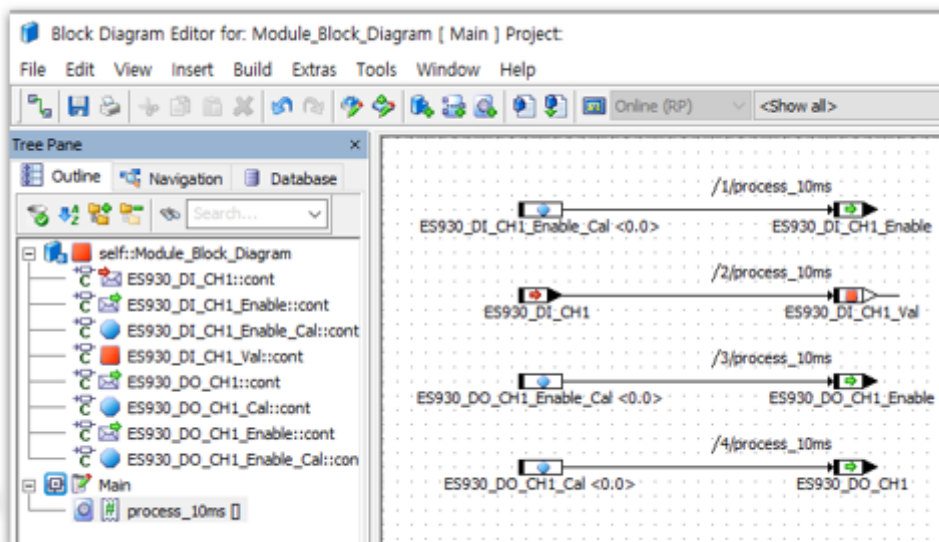 Block Diagram Editor for: Module_Block_Diagram [ Main ] Project:
File Edit View Insert Build Extras Tools Window Help
Online (RP) <Show all>
Tree Pane ×
Outline Navigation Database
Search...
self::Module_Block_Diagram
ES930_DI_CH1::cont
ES930_DI_CH1_Enable::cont
ES930_DI_CH1_Enable_Cal::cont
ES930_DI_CH1_Val::cont
ES930_DO_CH1::cont
ES930_DO_CH1_Cal::cont
ES930_DO_CH1_Enable::cont
ES930_DO_CH1_Enable_Cal::con
Main
process_10ms []
/1/process_10ms
ES930_DI_CH1_Enable_Cal <0.0> ES930_DI_CH1_Enable
/2/process_10ms
ES930_DI_CH1 ES930_DI_CH1_Val
/3/process_10ms
ES930_DO_CH1_Enable_Cal <0.0> ES930_DO_CH1_Enable
/4/process_10ms
ES930_DO_CH1_Cal <0.0> ES930_DO_CH1